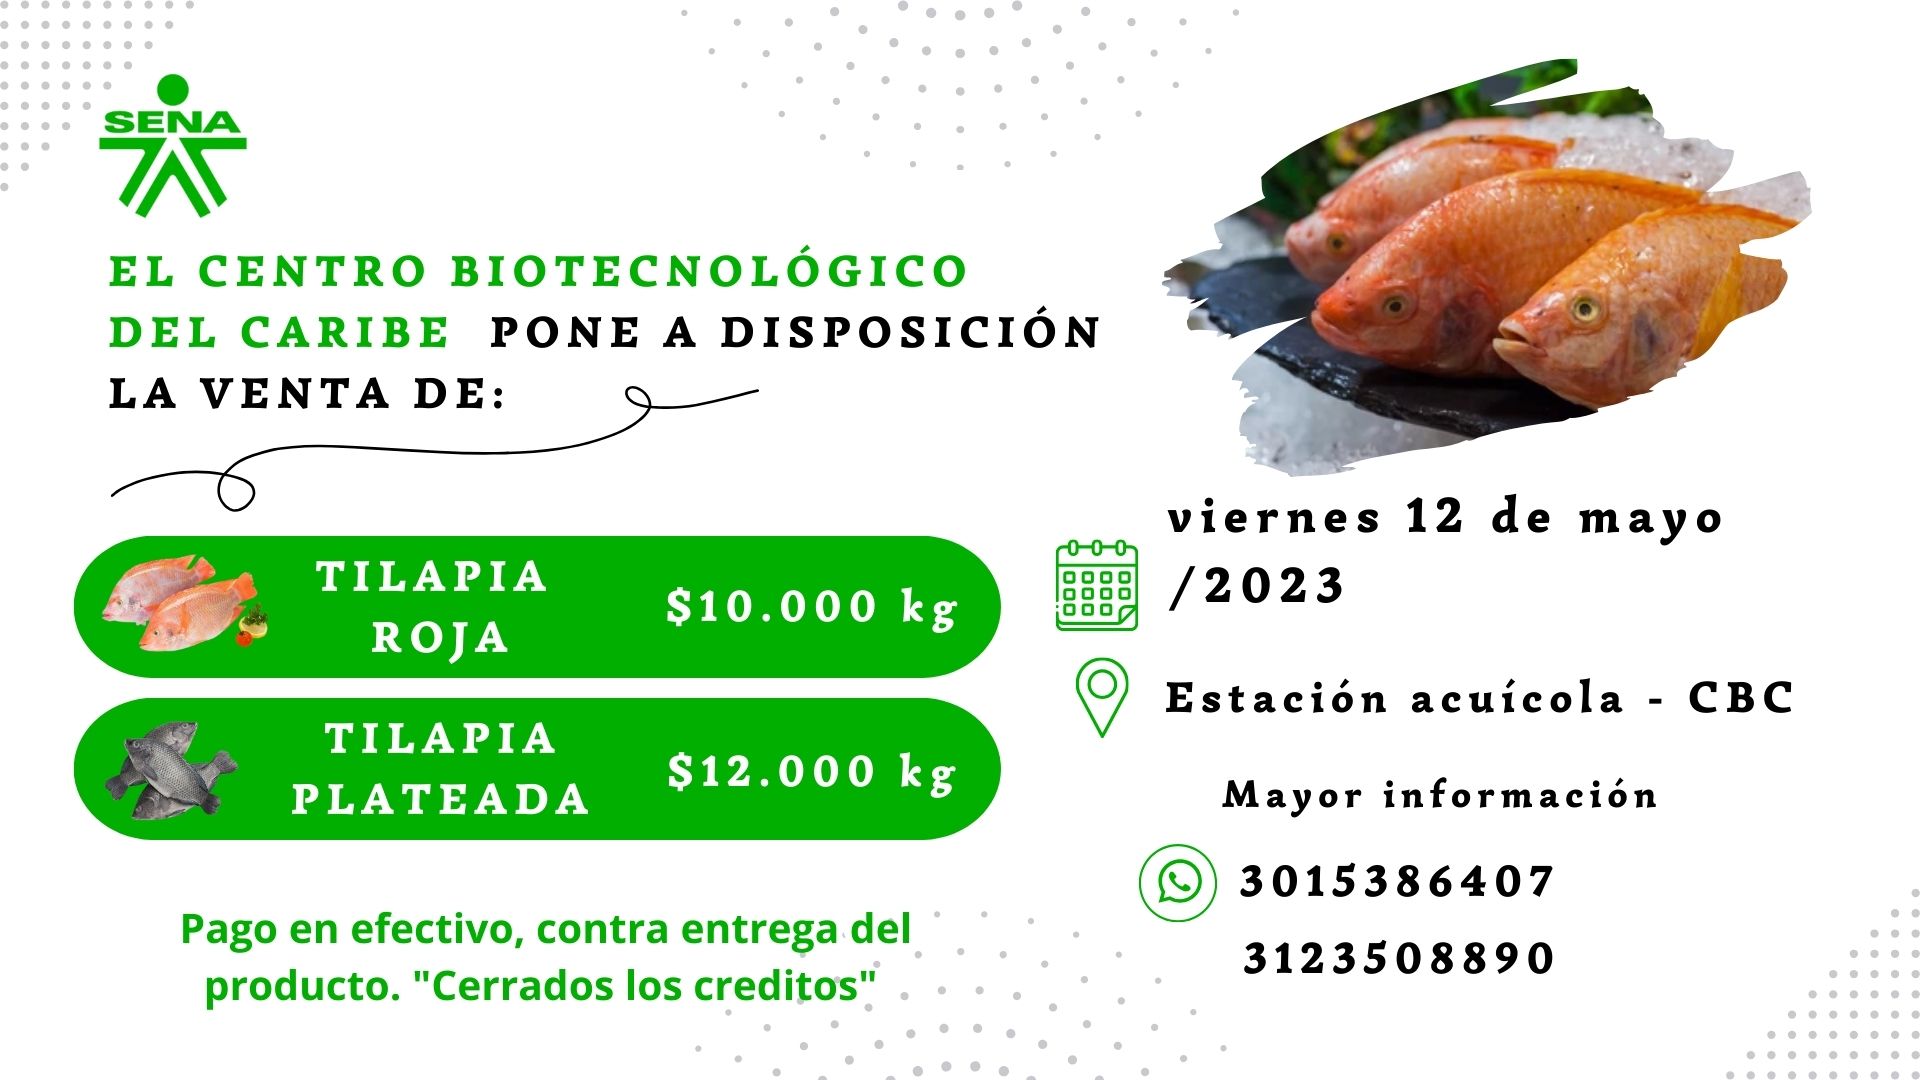 SENA
EL CENTRO BIOTECNOLÓGICO
DEL CARIBE PONE A DISPOSICIÓN
LA VENTA DE:
TILAPIA
ROJA
$10.000 kg
TILAPIA
PLATEADA
$12.000 kg
Pago en efectivo, contra entrega del
producto. "Cerrados los creditos"
viernes 12 de mayo
/2023
Estación acuícola - CBC
Mayor información
3015386407
3123508890